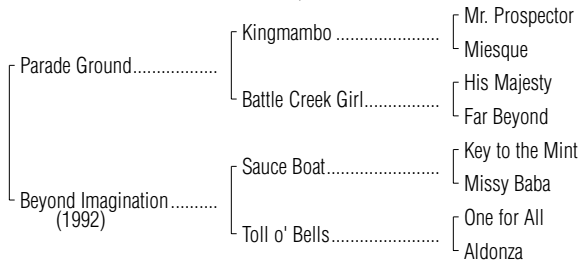 Mr. Prospector
Kingmambo ....................
Miesque
Parade Ground.................
His Majesty
Battle Creek Girl...............
Far Beyond
Key to the Mint
Sauce Boat......................
Missy Baba
Beyond Imagination..........
(1992)
One for All
Toll o' Bells.....................
Aldonza